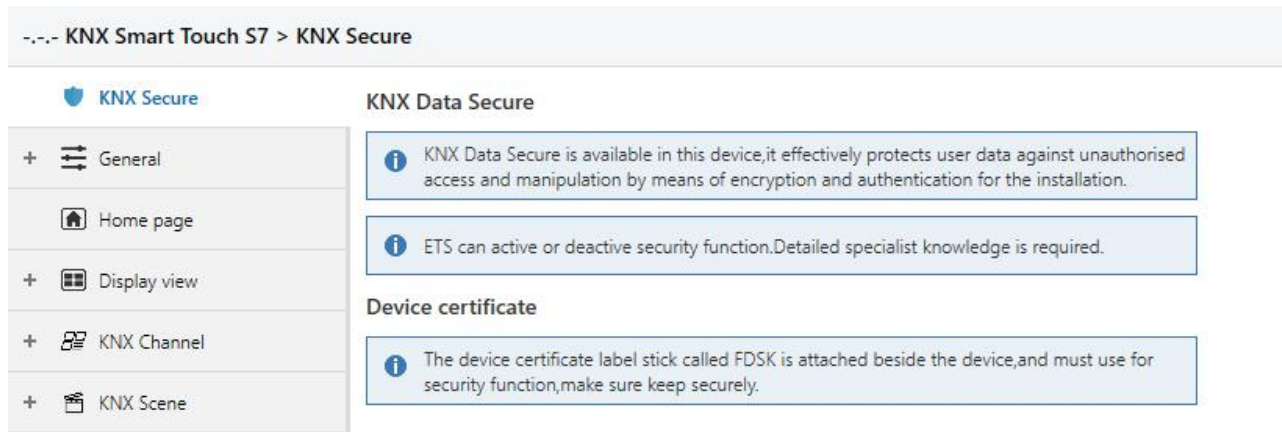 -.-.- KNX Smart Touch S7 > KNX Secure
KNX Secure
+ General
Home page
+ Display view
+ KNX Channel
+ KNX Scene
KNX Data Secure
KNX Data Secure is available in this device,it effectively protects user data against unauthorised
access and manipulation by means of encryption and authentication for the installation.
ETS can active or deactive security function.Detailed specialist knowledge is required.
Device certificate
The device certificate label stick called FDSK is attached beside the device,and must use for
security function,make sure keep securely.